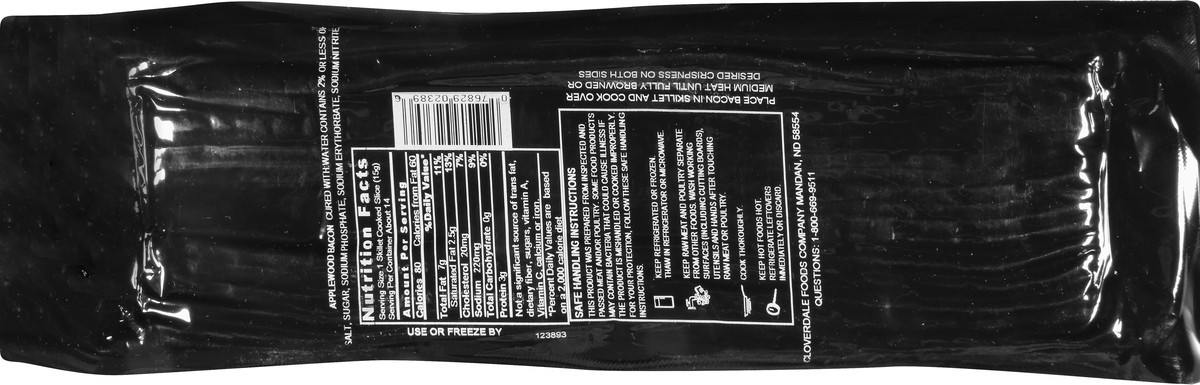 APPLEWOOD BACON CURED WITH: WATER CONTAINS 2% OR LESS
SALT, SUGAR, SODIUM PHOSPHATE, SODIUM ERYTHORBATE, SODIUM NITRITE
Nutrition Facts
Serving Size 1 Skillet Cooked Slice (15g)
Serving Per Container About 14
Amount Per Serving
Calories 80 Calories from Fat 60
% Daily Value*
Total Fat 7g 11%
Saturated Fat 2.5g 13%
Cholesterol 20mg 7%
Sodium 220mg 9%
Total Carbohydrate 0g 0%
Protein 3g
Not a significant source of trans fat,
dietary fiber, sugars, vitamin A,
Vitamin C, calcium or iron.
*Percent Daily Values are based
on a 2,000 calorie diet
0 76829 02389 6
USE OR FREEZE BY
123893
PLACE BACON IN SKILLET AND COOK OVER
MEDIUM HEAT UNTIL FULLY BROWNED OR
DESIRED CRISPNESS ON BOTH SIDES
SAFE HANDLING INSTRUCTIONS
THIS PRODUCT WAS PREPARED FROM INSPECTED AND
PASSED MEAT AND/OR POULTRY. SOME FOOD PRODUCTS
MAY CONTAIN BACTERIA THAT COULD CAUSE ILLNESS IF
THE PRODUCT IS MISHANDLED OR COOKED IMPROPERLY.
FOR YOUR PROTECTION, FOLLOW THESE SAFE HANDLING
INSTRUCTIONS.
KEEP REFRIGERATED OR FROZEN.
THAW IN REFRIGERATOR OR MICROWAVE.
KEEP RAW MEAT AND POULTRY SEPARATE
FROM OTHER FOODS. WASH WORKING
SURFACES (INCLUDING CUTTING BOARDS),
UTENSILS AND HANDS AFTER TOUCHING
RAW MEAT OR POULTRY.
COOK THOROUGHLY.
KEEP HOT FOODS HOT.
REFRIGERATE LEFTOVERS
IMMEDIATELY OR DISCARD.
CLOVERDALE FOODS COMPANY MANDAN, ND 58554
QUESTIONS: 1-800-669-9511